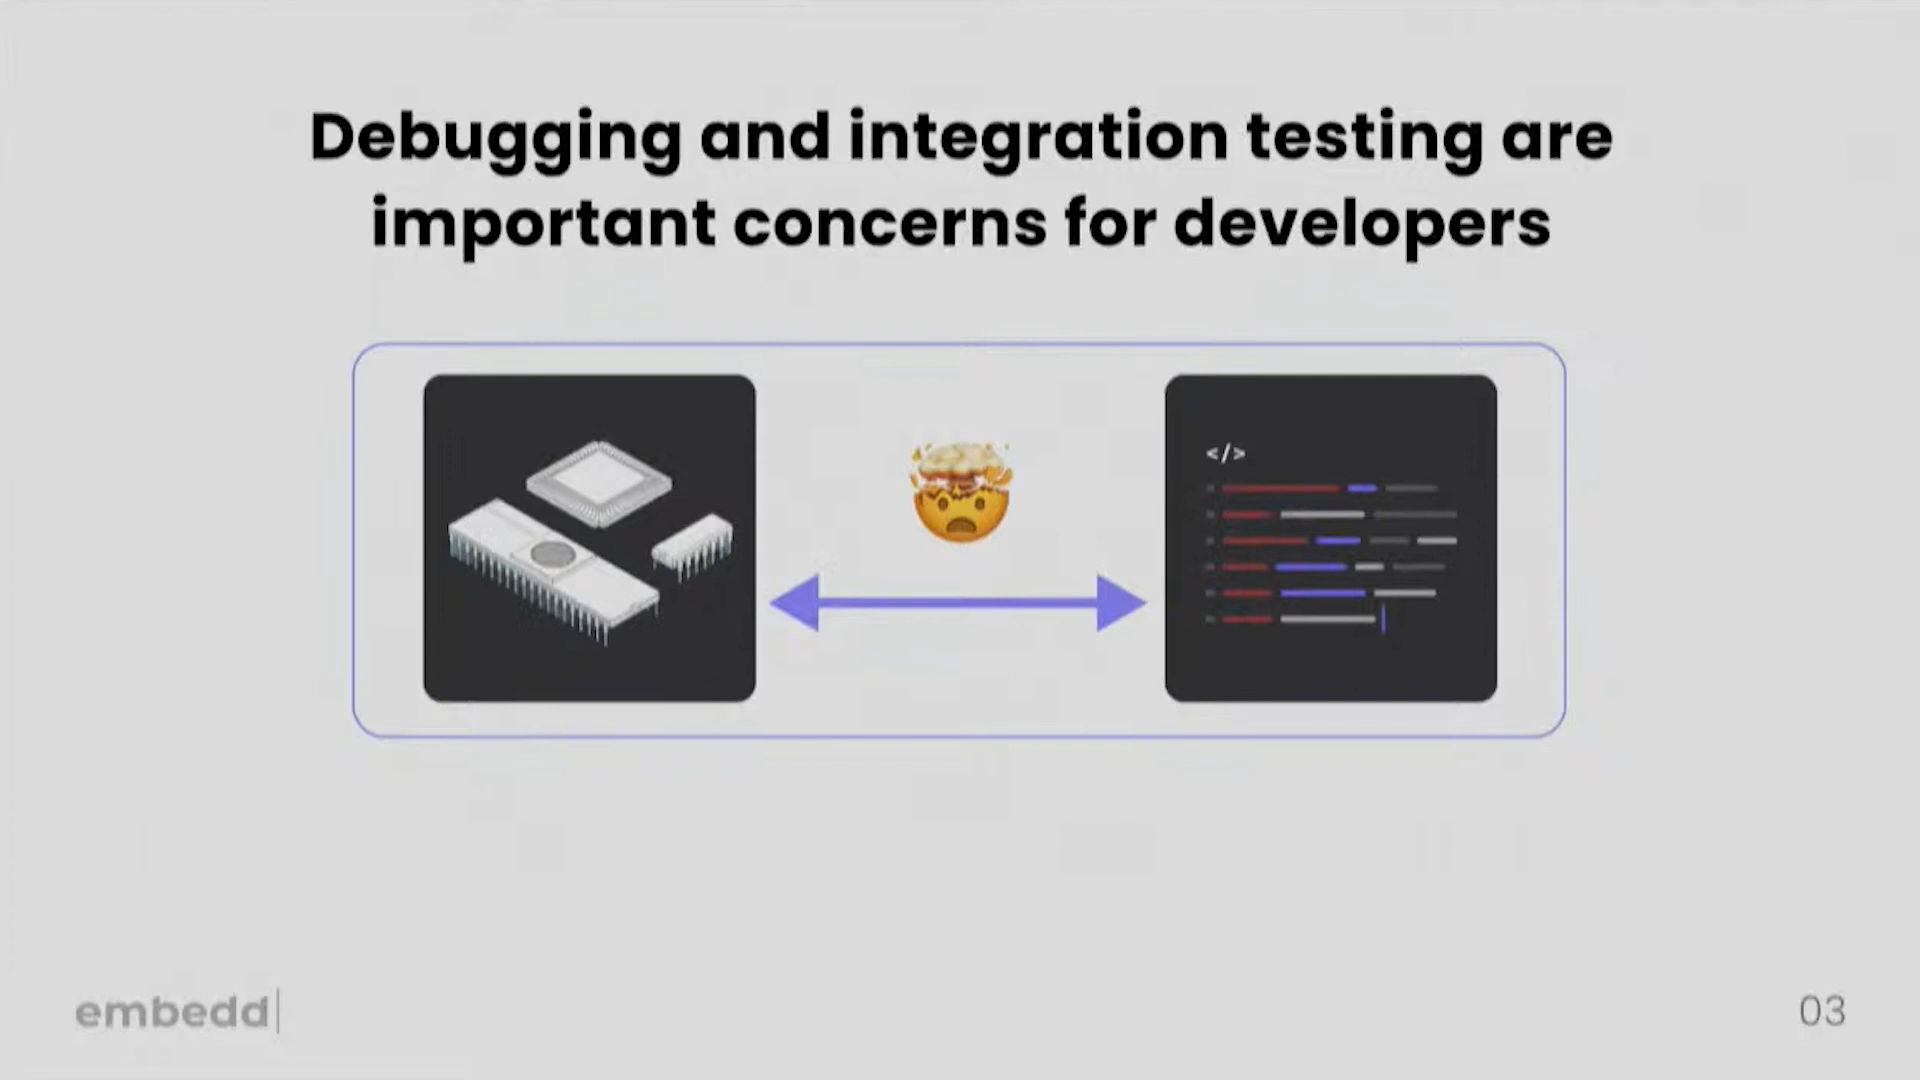 Debugging and integration testing are
important concerns for developers
</>
embedd|
03